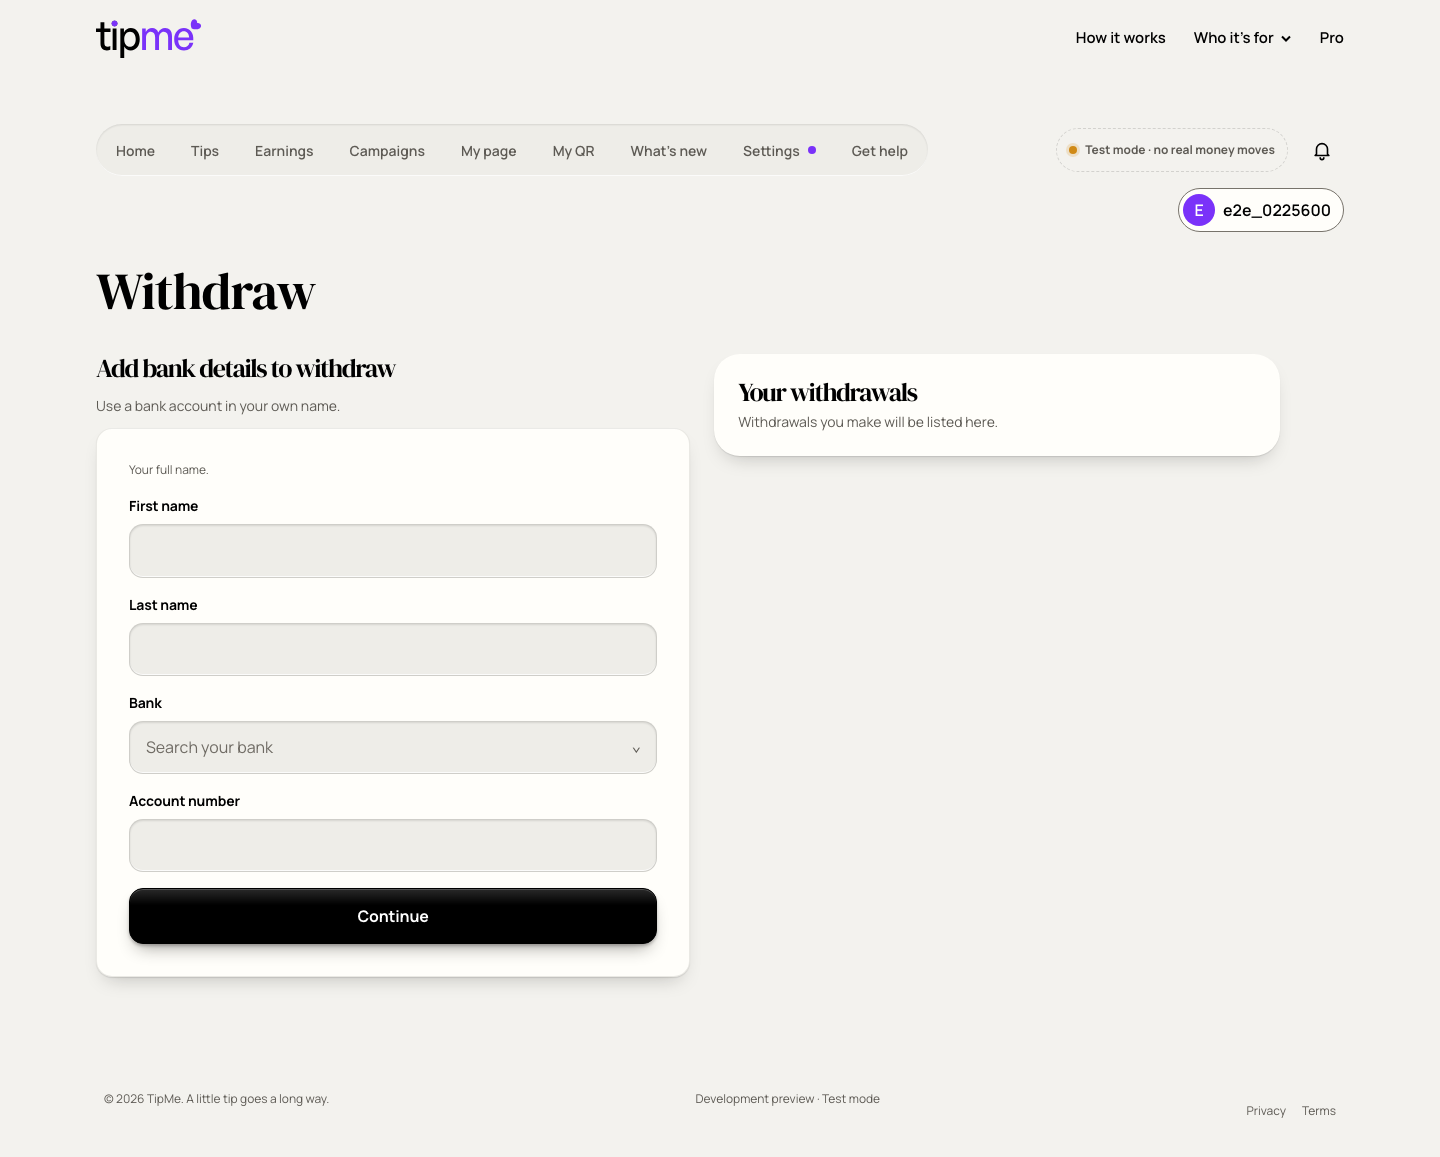 tipme
How it works
Who it's for
Pro
Home
Tips
Earnings
Campaigns
My page
My QR
What's new
Settings
Get help
Test mode · no real money moves
E
e2e_0225600
Withdraw
Add bank details to withdraw
Use a bank account in your own name.
Your full name.
First name
Last name
Bank
Search your bank
Account number
Continue
Your withdrawals
Withdrawals you make will be listed here.
© 2026 TipMe. A little tip goes a long way.
Development preview · Test mode
Privacy
Terms